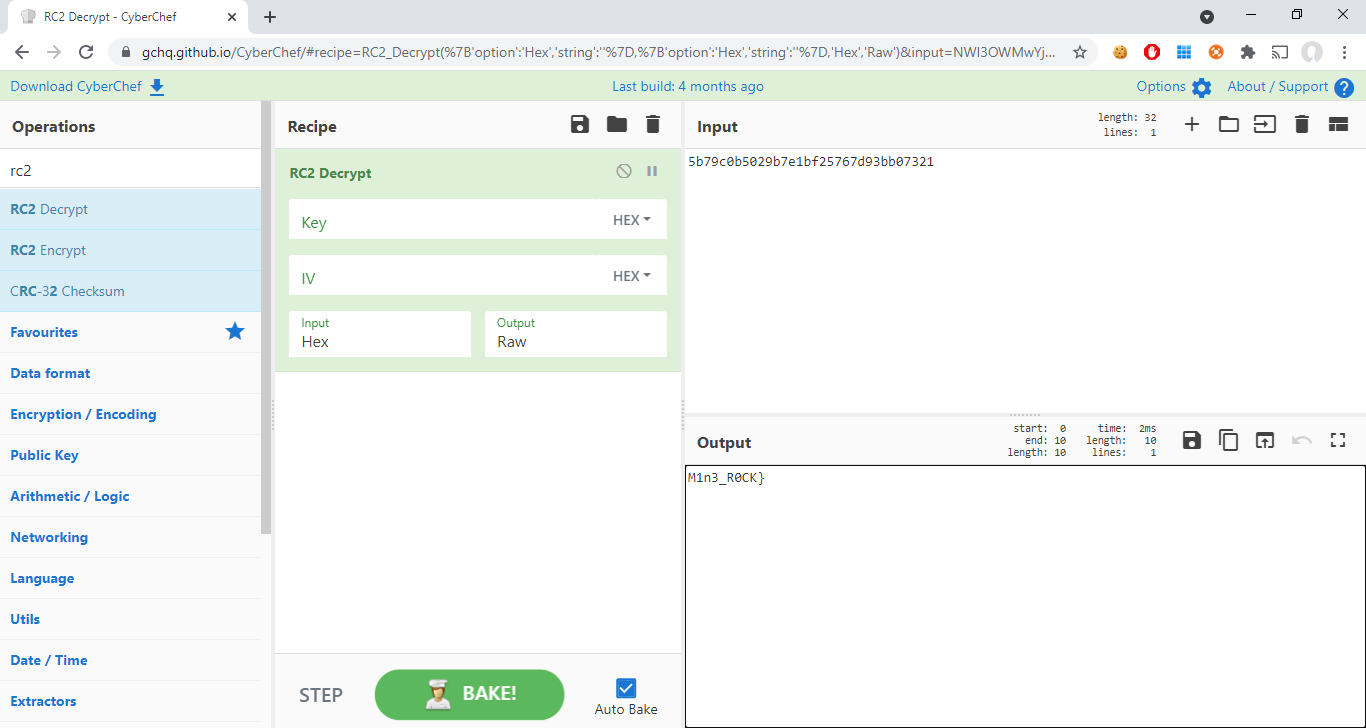 RC2 Decrypt - CyberChef
gchq.github.io/CyberChef/#recipe=RC2_Decrypt(%7B'option':'Hex','string':''%7D,%7B'option':'Hex','string':''%7D,'Hex','Raw')&input=NWI3OWMwYj...
Download CyberChef
Last build: 4 months ago
Options
About / Support ?
Operations
rc2
RC2 Decrypt
RC2 Encrypt
CRC-32 Checksum
Favourites
Data format
Encryption / Encoding
Public Key
Arithmetic / Logic
Networking
Language
Utils
Date / Time
Extractors
Recipe
RC2 Decrypt
Key
HEX
IV
HEX
Input
Hex
Output
Raw
STEP
BAKE!
Auto Bake
Input
length: 32
lines: 1
5b79c0b5029b7e1bf25767d93bb07321
Output
start: 0 time: 2ms
end: 10 length: 10
length: 10 lines: 1
M1n3_R0CK}